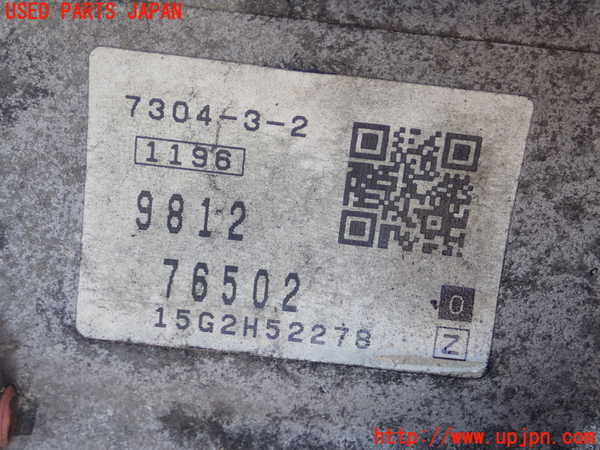 USED PARTS JAPAN
7304-3-2
1196
9812
76502
0
15G2H52278
Z
http://www.upjpn.com/